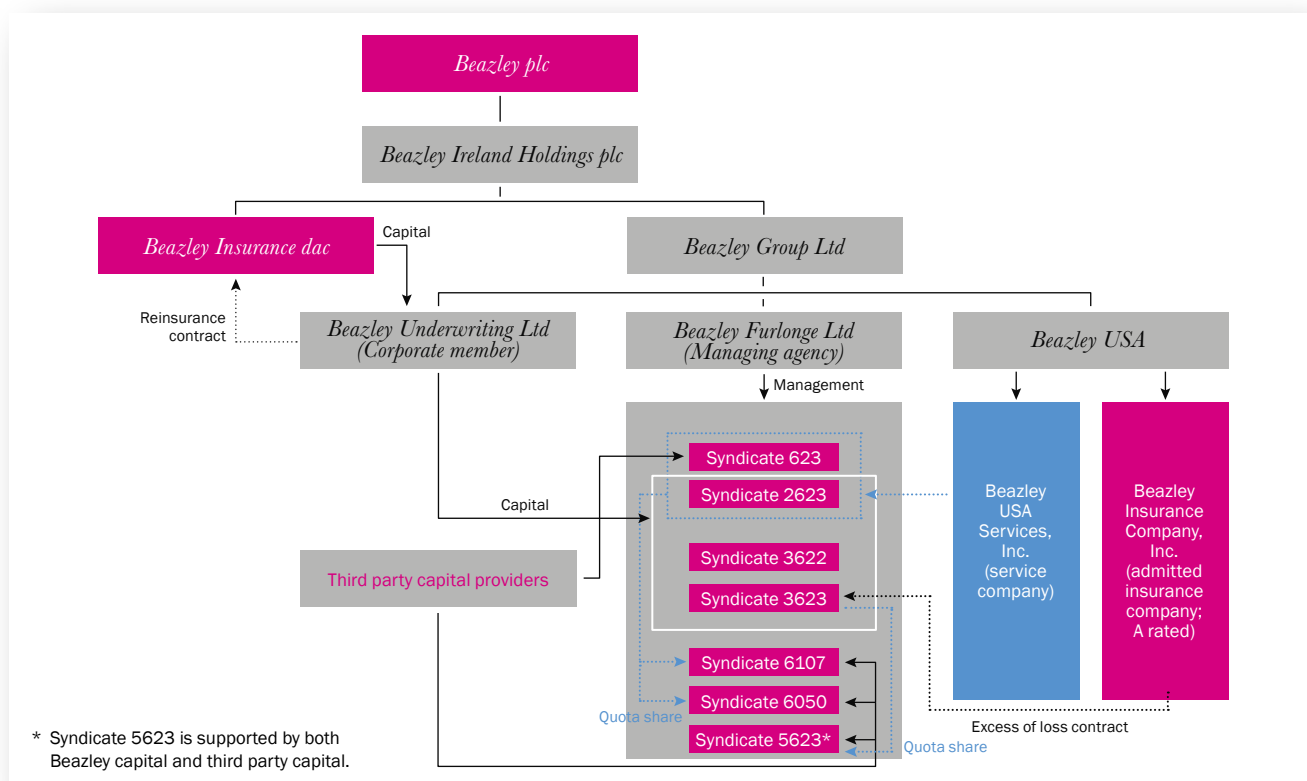 Beazley plc
Beazley Ireland Holdings plc
Beazley Insurance dac
Capital
Beazley Group Ltd
Reinsurance
contract
Beazley Underwriting Ltd
(Corporate member)
Beazley Furlonge Ltd
(Managing agency)
Beazley USA
Management
Syndicate 623
Syndicate 2623
Capital
Syndicate 3622
Syndicate 3623
Third party capital providers
Beazley
USA
Services,
Inc.
(service
company)
Beazley
Insurance
Company,
Inc.
(admitted
insurance
company;
A rated)
Syndicate 6107
Syndicate 6050
Quota share
Syndicate 5623*
Excess of loss contract
Quota share
* Syndicate 5623 is supported by both
Beazley capital and third party capital.